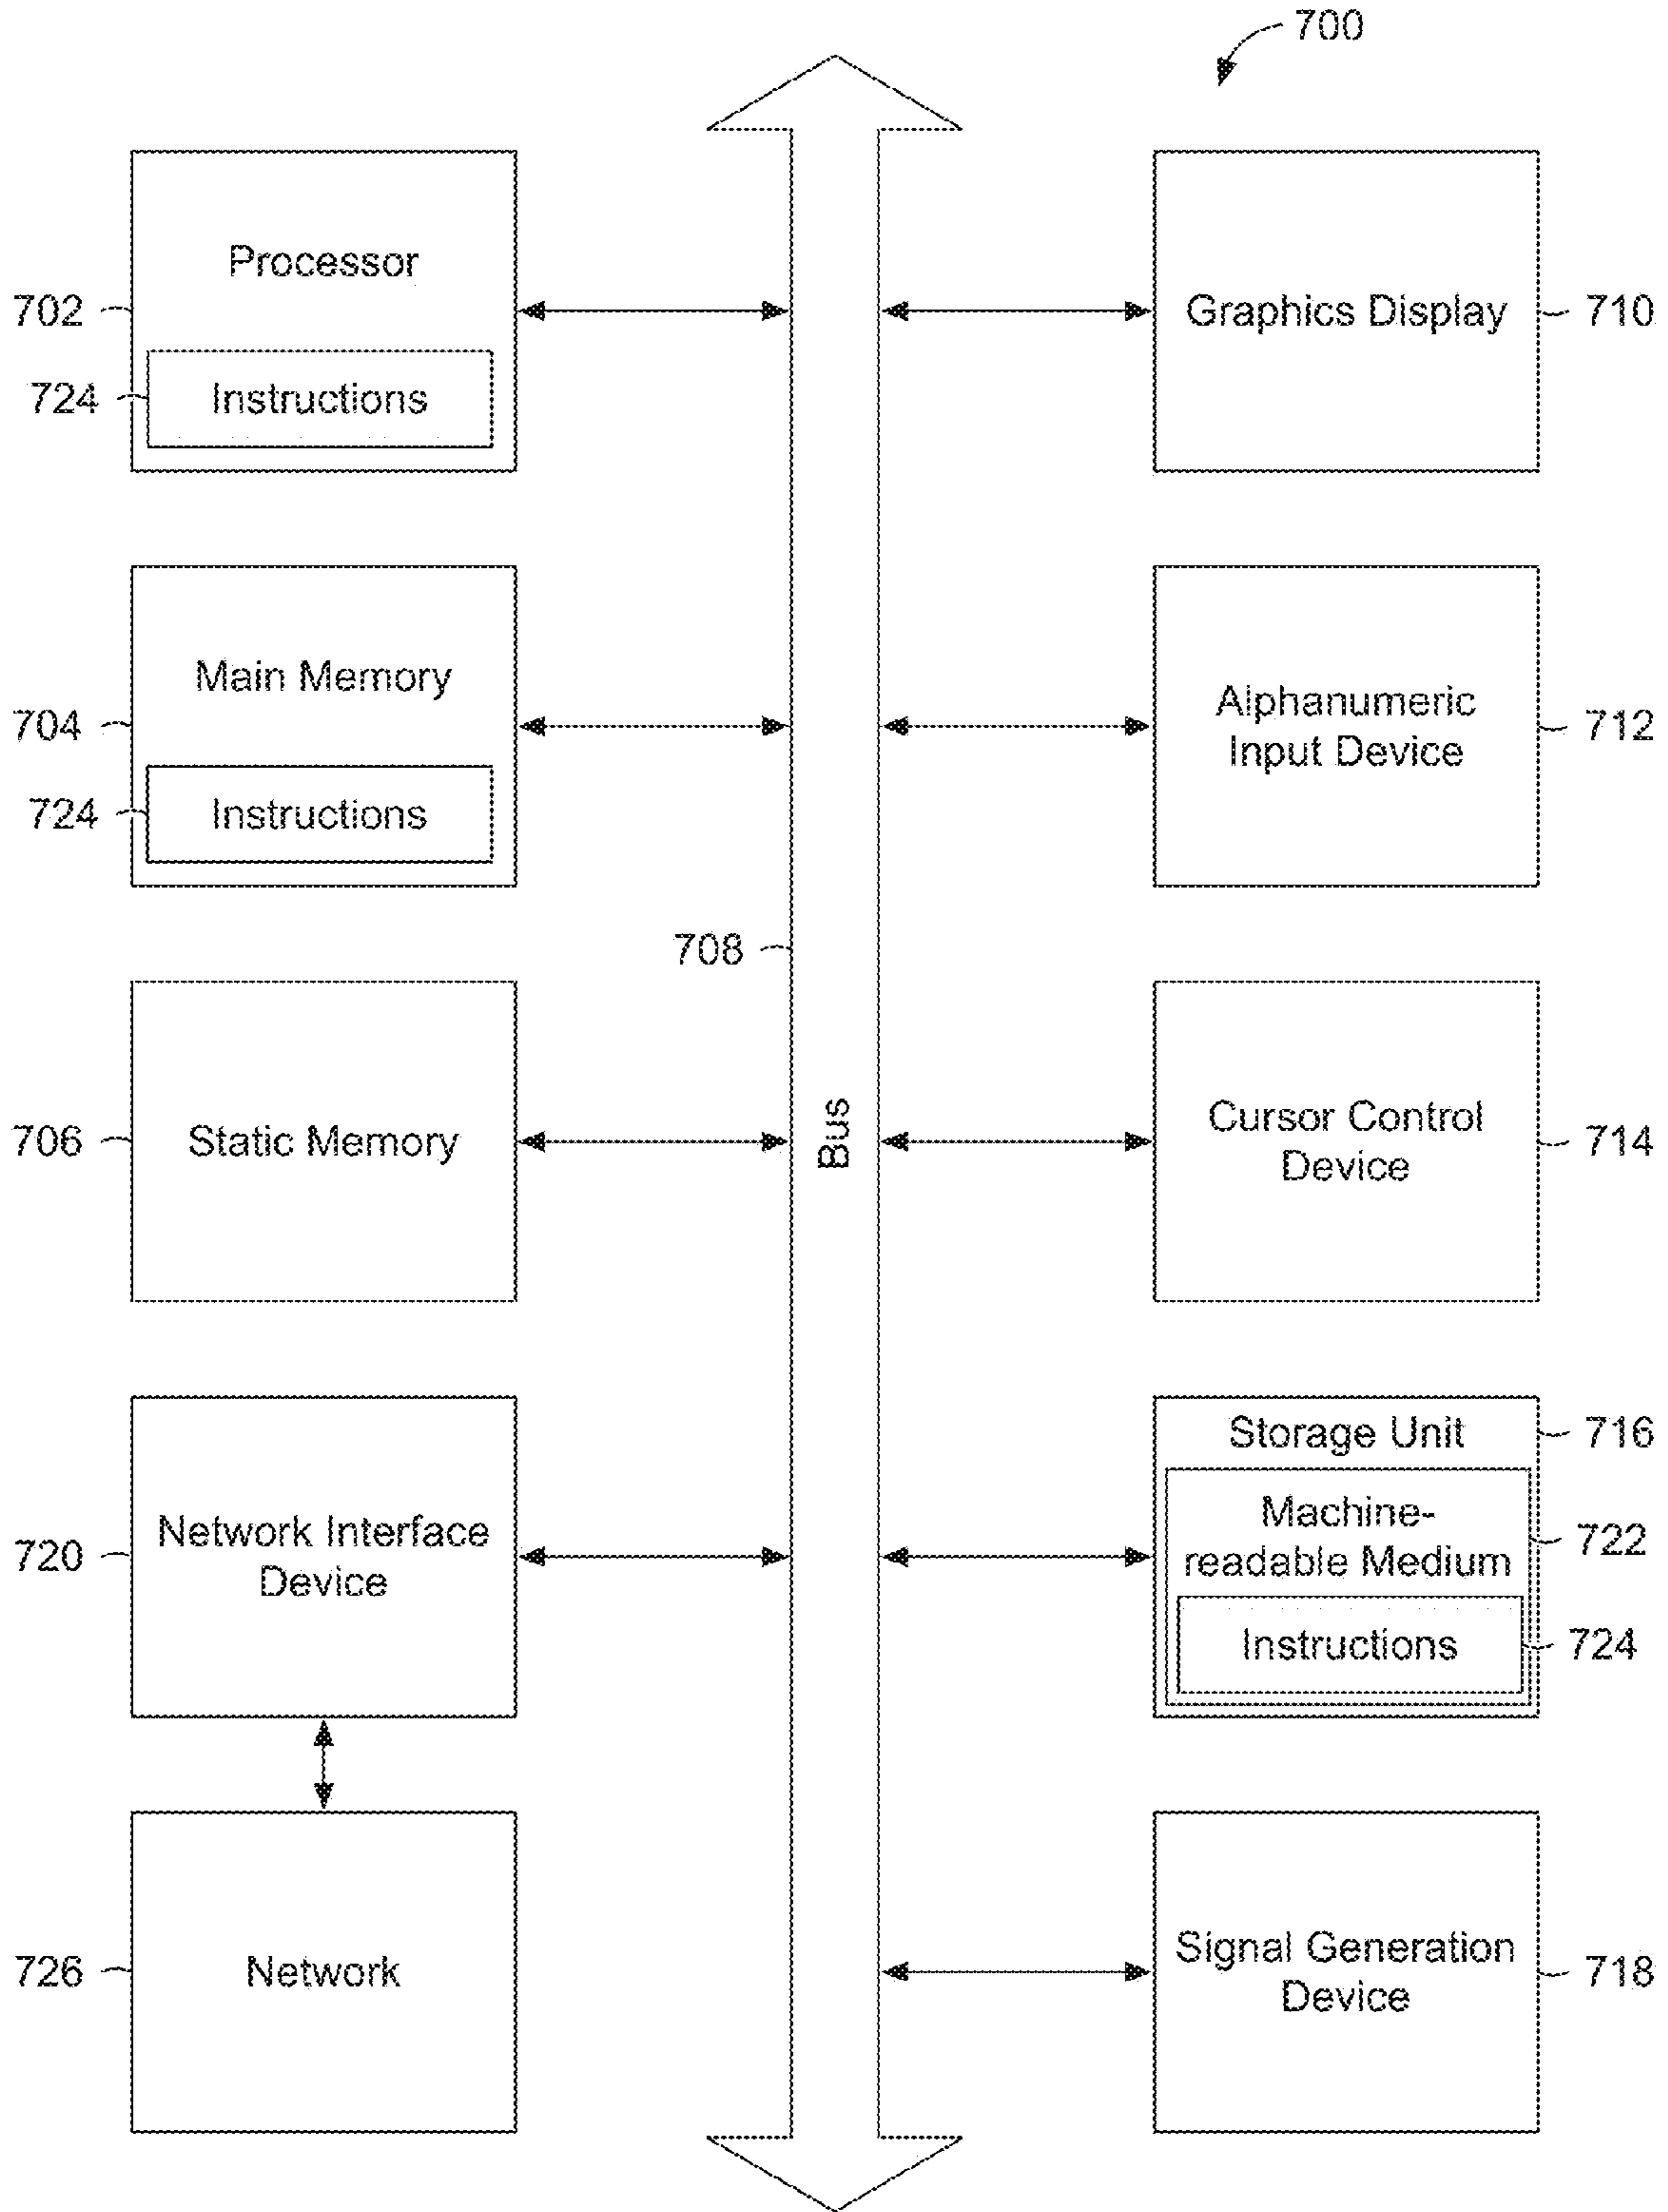 700
Processor
702
724
Instructions
Graphics Display
710
Main Memory
704
724
Instructions
Alphanumeric
Input Device
712
708
Bus
706
Static Memory
Cursor Control
Device
714
720
Network Interface
Device
Storage Unit
716
Machine-
readable Medium
722
Instructions
724
726
Network
Signal Generation
Device
718